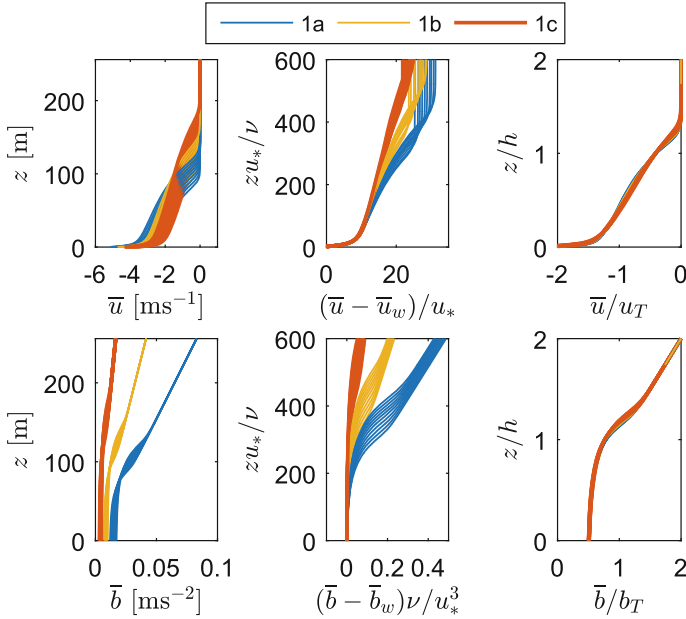 1a 1b 1c
z [m]
200
100
0
-6 -4 -2 0
u̅ [ms⁻¹]
zu*/ν
600
400
200
0
0 20
(u̅ − u̅_w)/u*
z/h
2
1
0
-2 -1 0
u̅/u_T
z [m]
200
100
0
0 0.05 0.1
b̅ [ms⁻²]
zu*/ν
600
400
200
0
0 0.2 0.4
(b̅ − b̅_w)ν/u*³
z/h
2
1
0
0 1 2
b̅/b_T